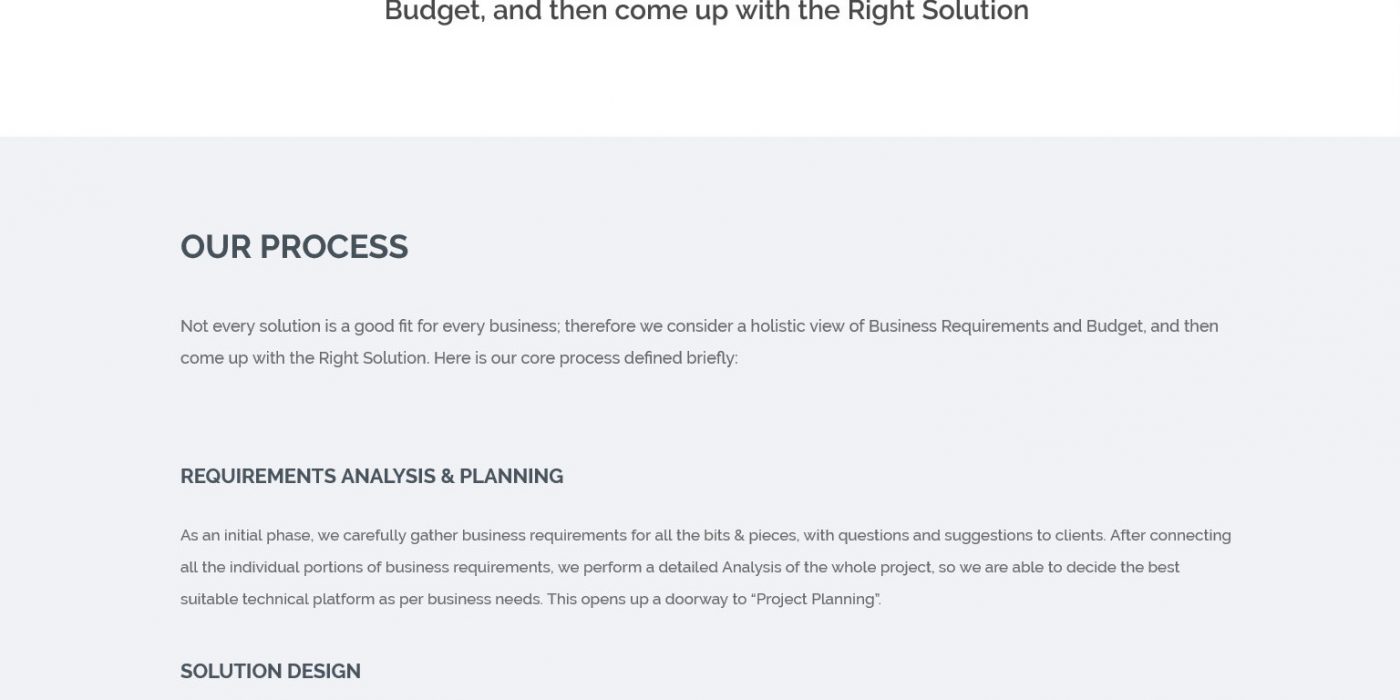 Budget, and then come up with the Right Solution
OUR PROCESS
Not every solution is a good fit for every business; therefore we consider a holistic view of Business Requirements and Budget, and then
come up with the Right Solution. Here is our core process defined briefly:
REQUIREMENTS ANALYSIS & PLANNING
As an initial phase, we carefully gather business requirements for all the bits & pieces, with questions and suggestions to clients. After connecting
all the individual portions of business requirements, we perform a detailed Analysis of the whole project, so we are able to decide the best
suitable technical platform as per business needs. This opens up a doorway to “Project Planning”.
SOLUTION DESIGN